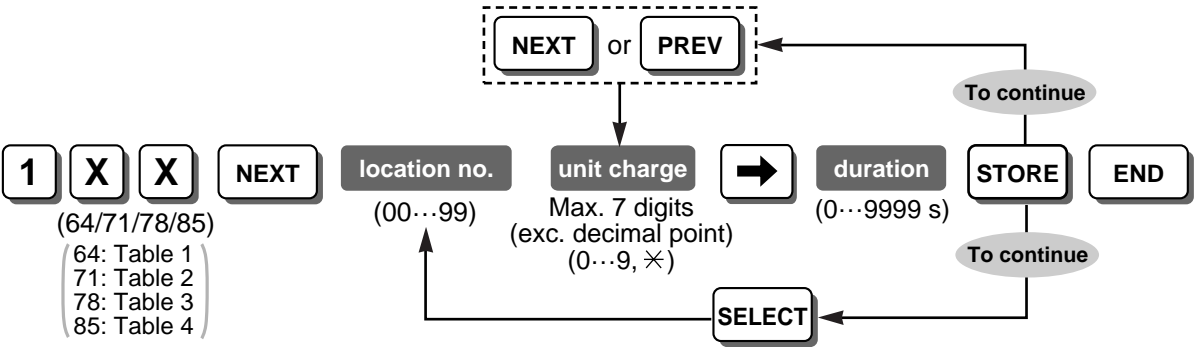 NEXT or PREV
To continue
1 X X NEXT location no. unit charge ➡ duration STORE END
(64/71/78/85)
(00···99)
Max. 7 digits
(exc. decimal point)
(0···9, ✳)
(0···9999 s)
64: Table 1
71: Table 2
78: Table 3
85: Table 4
To continue
SELECT